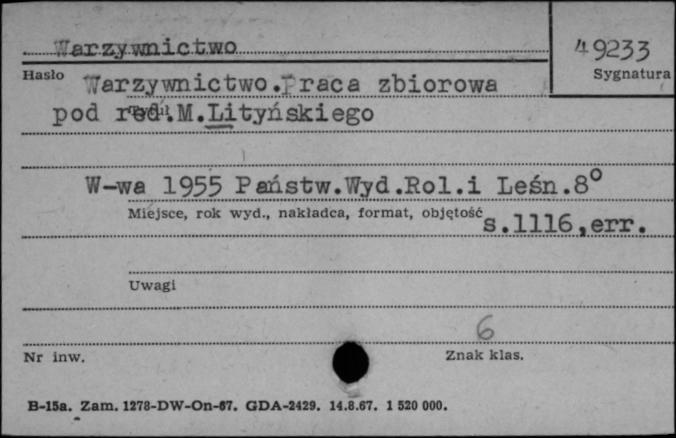 Warzywnictwo
49233
Hasło
Sygnatura
Warzywnictwo.Praca zbiorowa
pod red.M.Lityńskiego
Tytuł
W-wa 1955 Państw.Wyd.Rol.i Leśn.8°
Miejsce, rok wyd., nakładca, format, objętość
s.1116,err.
Uwagi
6
Nr inw.
Znak klas.
B-15a. Zam. 1278-DW-On-67. GDA-2429. 14.8.67. 1 520 000.